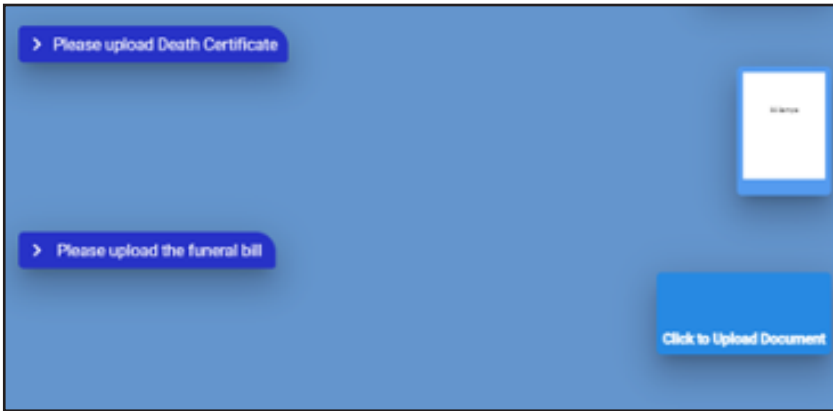 Please upload Death Certificate
Please upload the funeral bill
Click to Upload Document